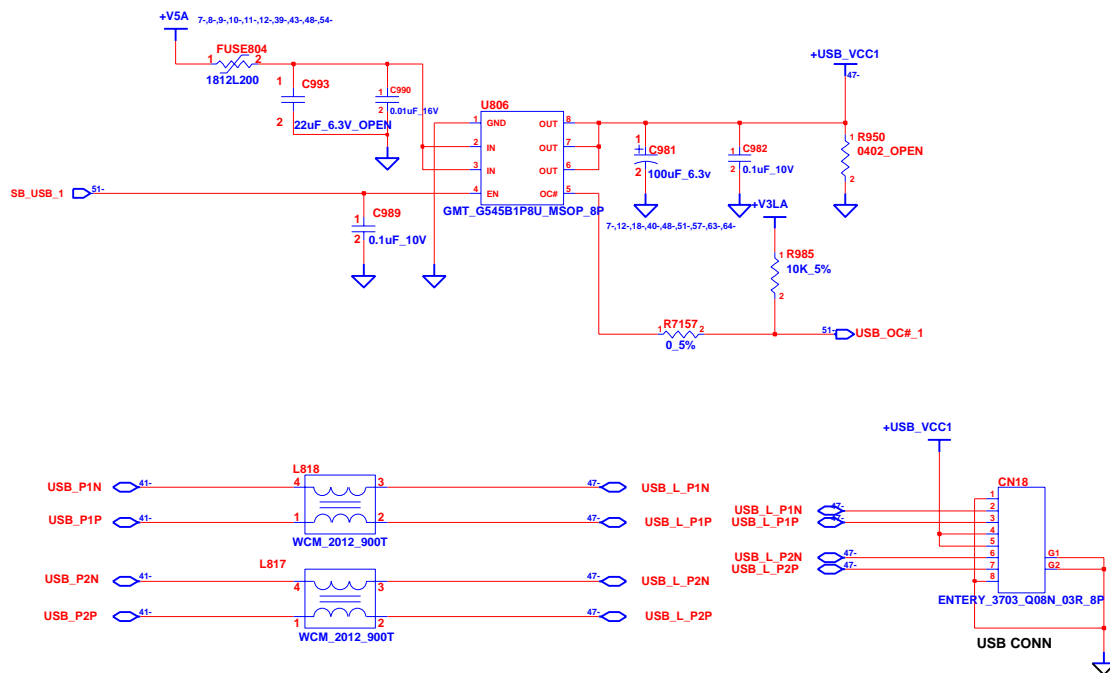 +V5A 7-,8-,9-,10-,11-,12-,39-,43-,48-,54-
FUSE804
1 2
1812L200
1 C993
2 22uF_6.3V_OPEN
1 C990
2 0.01uF_16V
+USB_VCC1
47-
U806
1 GND OUT 8
2 IN OUT 7
3 IN OUT 6
4 EN OC# 5
GMT_G545B1P8U_MSOP_8P
1 + C981
2 100uF_6.3v
1 C982
2 0.1uF_10V
1 R950
0402_OPEN
2
SB_USB_1 51-
1 C989
2 0.1uF_10V
7-,12-,18-,40-,48-,51-,57-,63-,64-
+V3LA
1 R985
10K_5%
2
R7157
1 2
0_5%
51- USB_OC#_1
L818
USB_P1N 41- 4 3 47- USB_L_P1N
USB_P1P 41- 1 2 47- USB_L_P1P
WCM_2012_900T
L817
USB_P2N 41- 4 3 47- USB_L_P2N
USB_P2P 41- 1 2 47- USB_L_P2P
WCM_2012_900T
+USB_VCC1
CN18
1
USB_L_P1N 47- 2
USB_L_P1P 47- 3
4
5
USB_L_P2N 47- 6 G1
USB_L_P2P 47- 7 G2
8
ENTERY_3703_Q08N_03R_8P
USB CONN